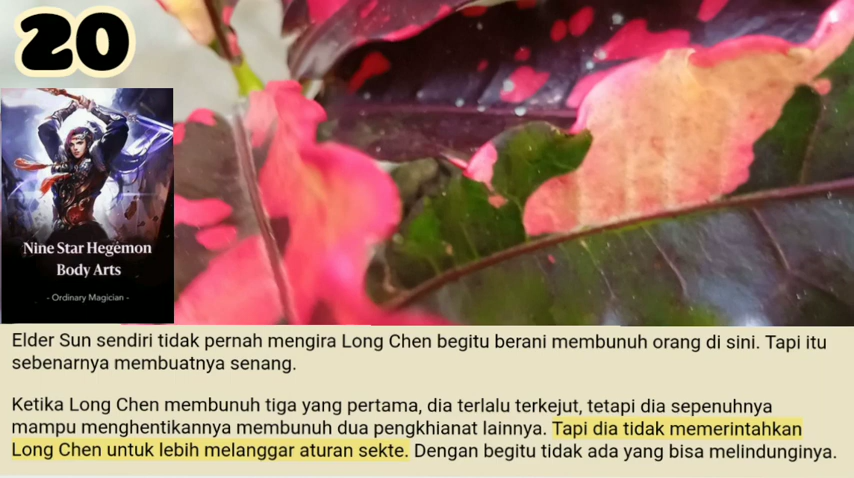 20
Nine Star Hegemon
Body Arts
- Ordinary Magician -
Elder Sun sendiri tidak pernah mengira Long Chen begitu berani membunuh orang di sini. Tapi itu
sebenarnya membuatnya senang.
Ketika Long Chen membunuh tiga yang pertama, dia terlalu terkejut, tetapi dia sepenuhnya
mampu menghentikannya membunuh dua pengkhianat lainnya. Tapi dia tidak memerintahkan
Long Chen untuk lebih melanggar aturan sekte. Dengan begitu tidak ada yang bisa melindunginya.